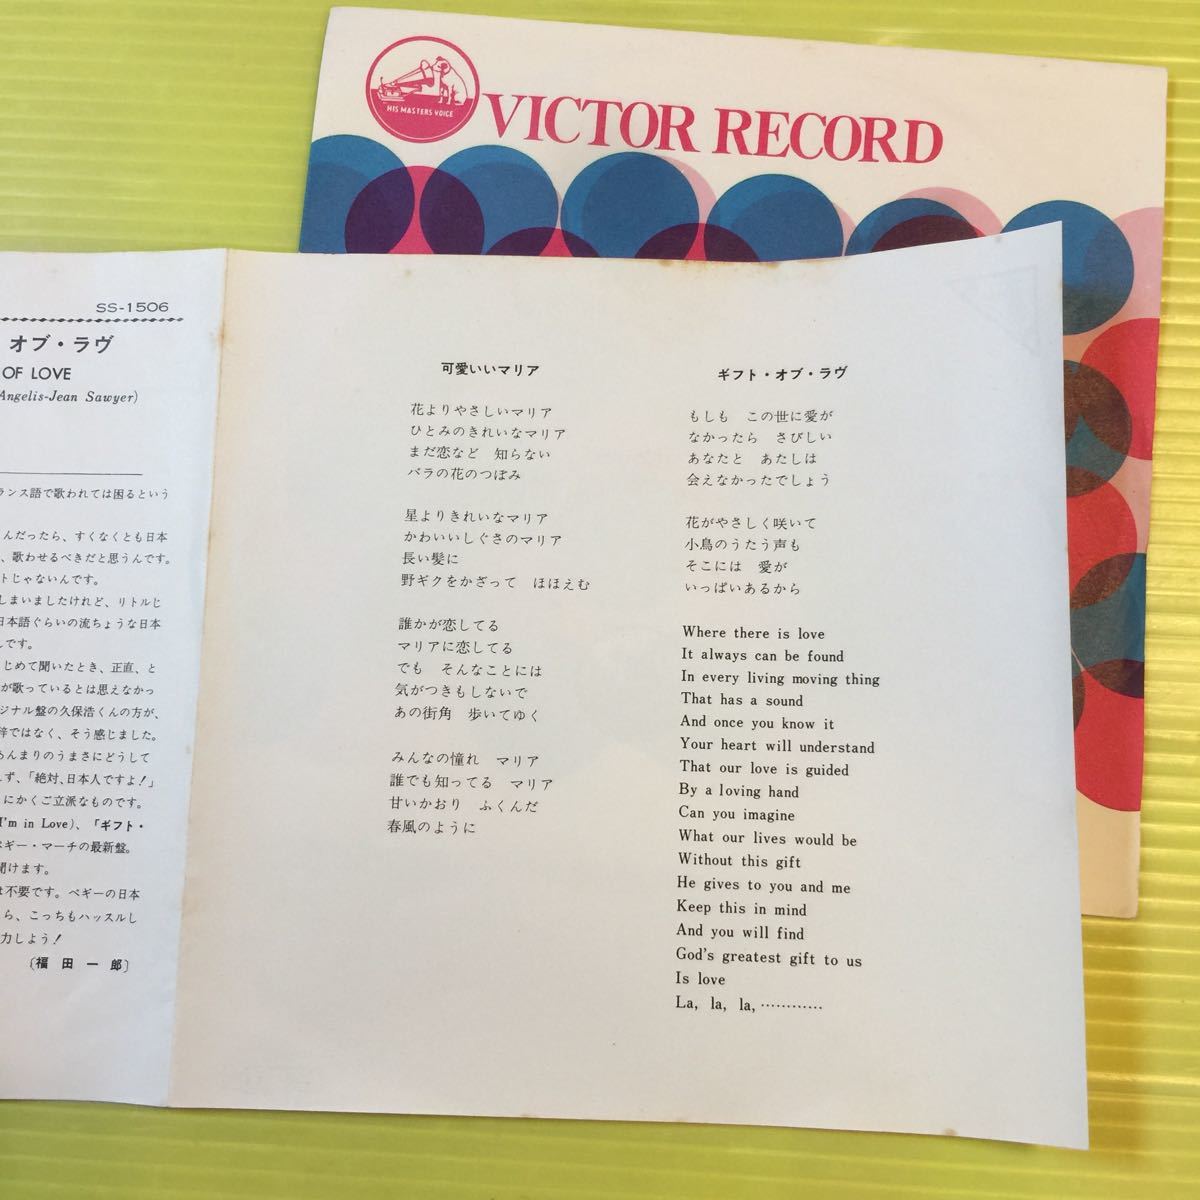 HIS MASTERS VOICE
VICTOR RECORD
SS-1506
オブ・ラヴ
OF LOVE
Angelis-Jean Sawyer)
ランス語で歌われては困るという
んだったら、すくなくとも日本
、歌わせるべきだと思うんです。
トじゃないんです。
しまいましたけれど、リトルじ
日本語ぐらいの流ちょうな日本
んです。
じめて聞いたとき、正直、と
が歌っているとは思えなかっ
ジナル盤の久保浩くんの方が、
ではなく、そう感じました。
あんまりのうまさにどうして
えず、「絶対、日本人ですよ!」
にかくご立派なものです。
I'm in Love)、「ギフト・
ペギー・マーチの最新盤。
聞けます。
は不要です。ペギーの日本
ら、こっちもハッスルし
力しよう!
〔福田一郎〕
可愛いいマリア
花よりやさしいマリア
ひとみのきれいなマリア
まだ恋など 知らない
バラの花のつぼみ
星よりきれいなマリア
かわいいしぐさのマリア
長い髪に
野ギクをかざって ほほえむ
誰かが恋してる
マリアに恋してる
でも そんなことには
気がつきもしないで
あの街角 歩いてゆく
みんなの憧れ マリア
誰でも知ってる マリア
甘いかおり ふくんだ
春風のように
ギフト・オブ・ラヴ
もしも この世に愛が
なかったら さびしい
あなたと あたしは
会えなかったでしょう
花がやさしく咲いて
小鳥のうたう声も
そこには 愛が
いっぱいあるから
Where there is love
It always can be found
In every living moving thing
That has a sound
And once you know it
Your heart will understand
That our love is guided
By a loving hand
Can you imagine
What our lives would be
Without this gift
He gives to you and me
Keep this in mind
And you will find
God's greatest gift to us
Is love
La, la, la, …………